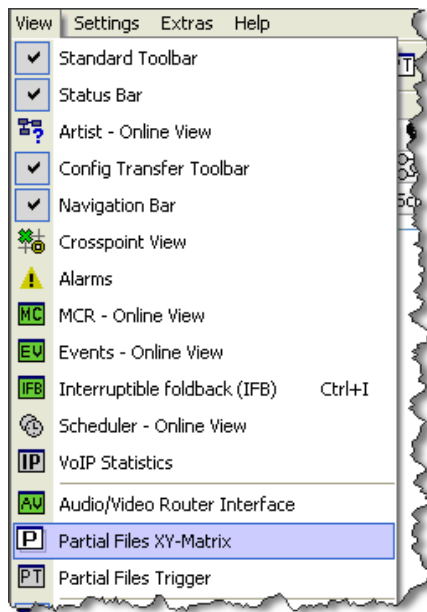 View Settings Extras Help
Standard Toolbar
PT
Status Bar
Artist - Online View
Config Transfer Toolbar
Navigation Bar
Crosspoint View
Alarms
MC MCR - Online View
EV Events - Online View
IFB Interruptible foldback (IFB) Ctrl+I
Scheduler - Online View
IP VoIP Statistics
AV Audio/Video Router Interface
P Partial Files XY-Matrix
PT Partial Files Trigger